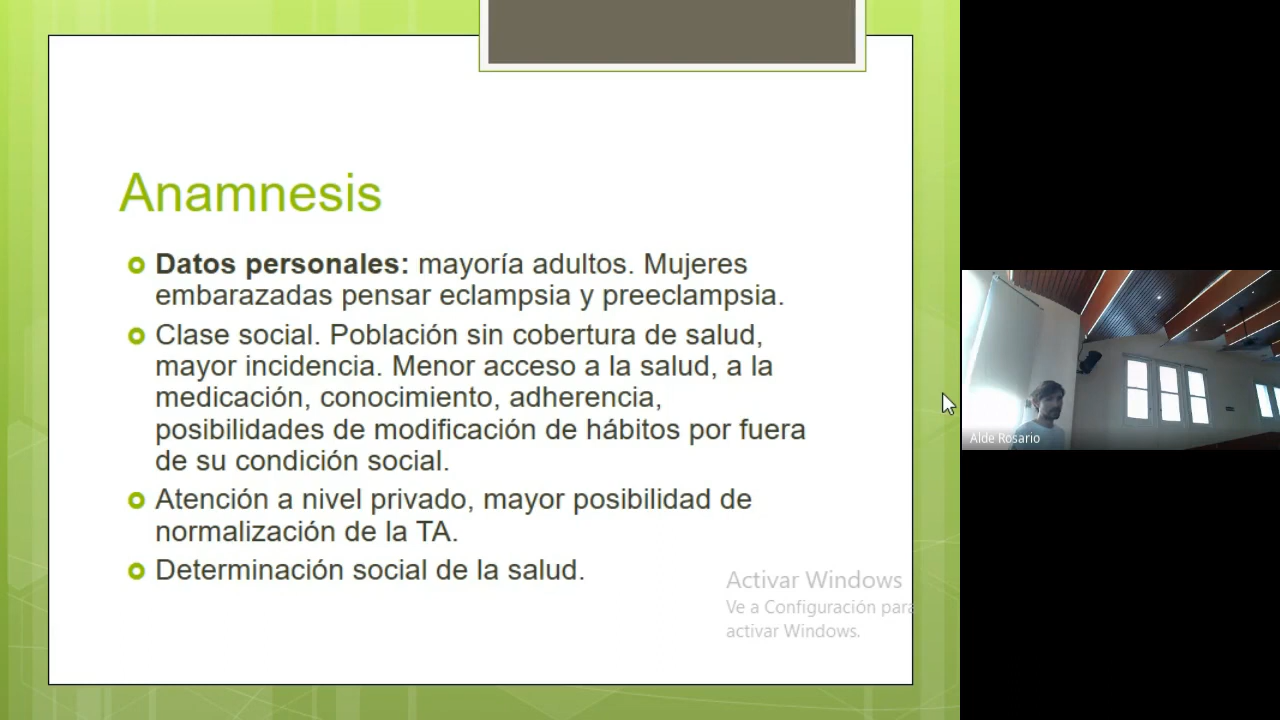 Anamnesis
Datos personales: mayoría adultos. Mujeres
embarazadas pensar eclampsia y preeclampsia.
Clase social. Población sin cobertura de salud,
mayor incidencia. Menor acceso a la salud, a la
medicación, conocimiento, adherencia,
posibilidades de modificación de hábitos por fuera
de su condición social.
Atención a nivel privado, mayor posibilidad de
normalización de la TA.
Determinación social de la salud.
Activar Windows
Ve a Configuración para
activar Windows.
Alde Rosario